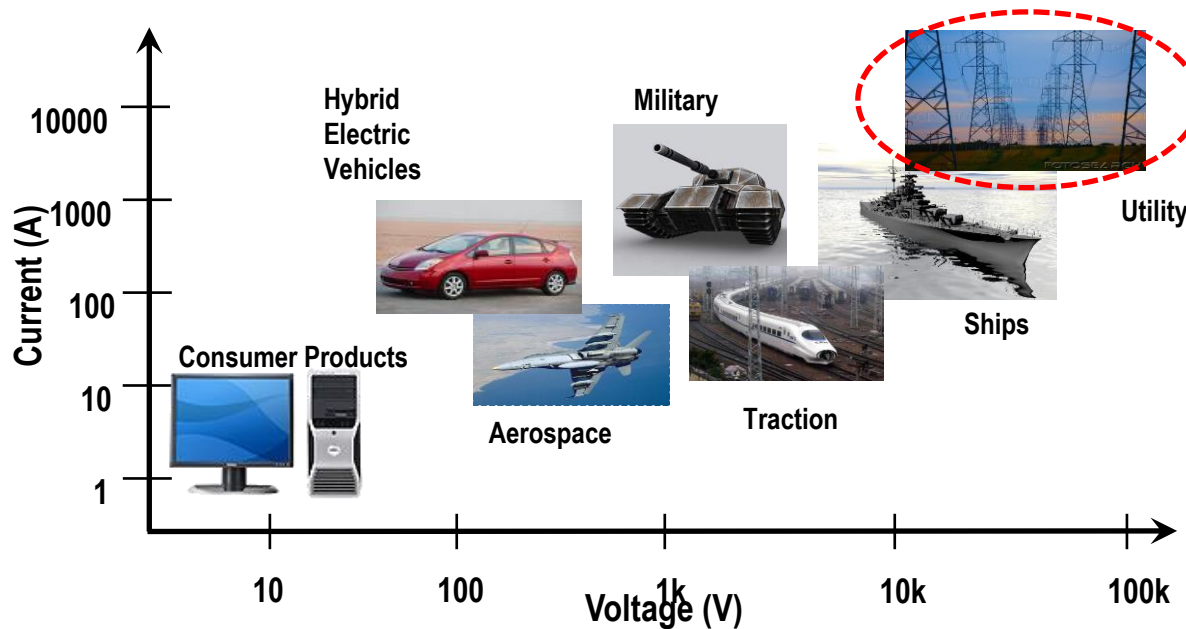 Hybrid
Electric
Vehicles
Military
Utility
Ships
Traction
Aerospace
Consumer Products
Current (A)
10000
1000
100
10
1
10
100
1k
10k
100k
Voltage (V)
FOTOSEARCH